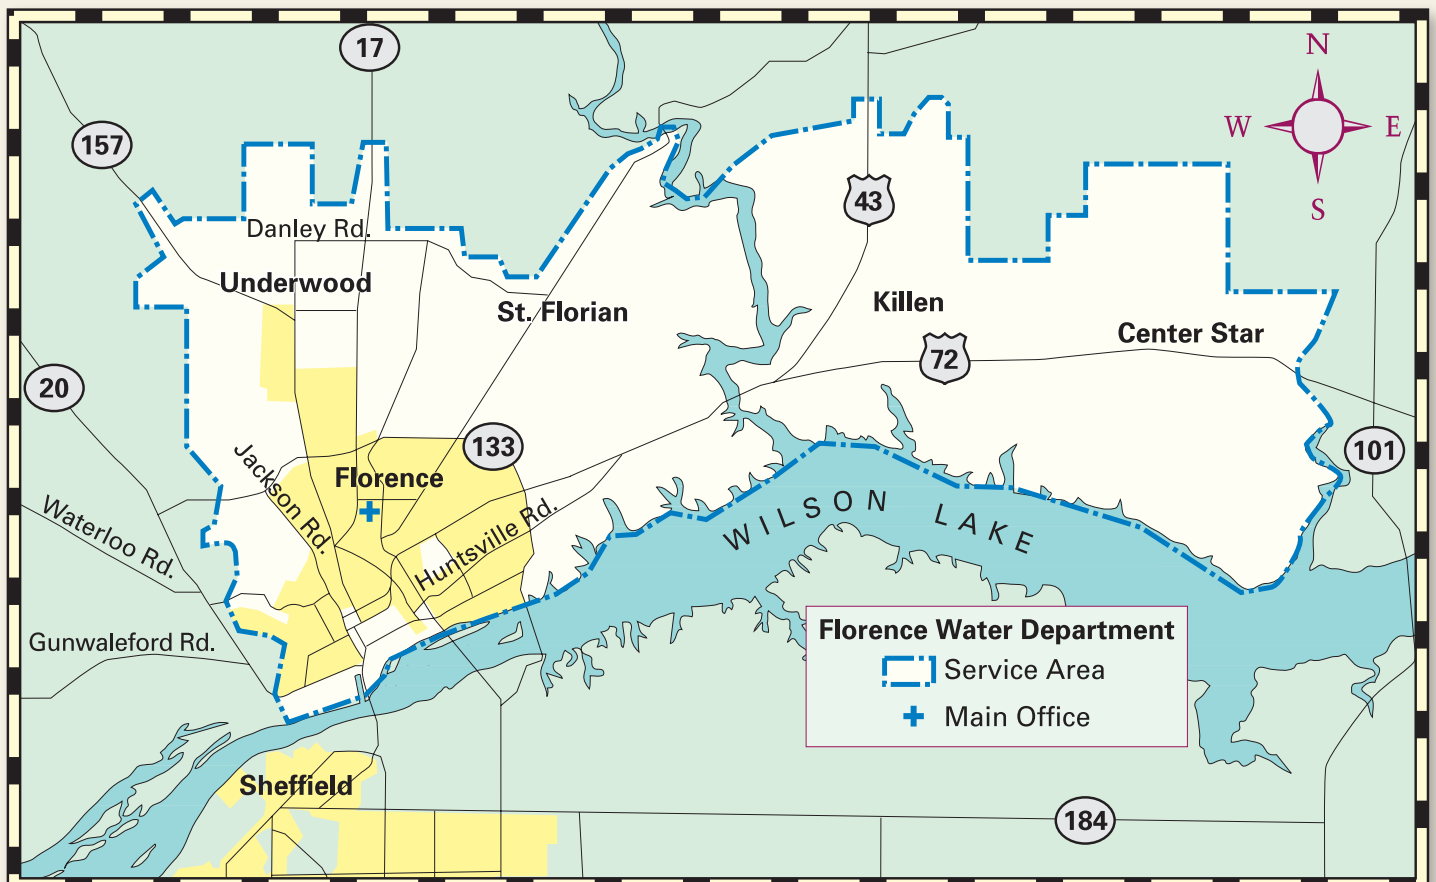 17
N
W
E
S
157
43
Danley Rd.
Underwood
St. Florian
Killen
Center Star
72
20
133
101
Jackson Rd.
Florence
Huntsville Rd.
WILSON LAKE
Waterloo Rd.
Gunwaleford Rd.
Florence Water Department
Service Area
Main Office
Sheffield
184